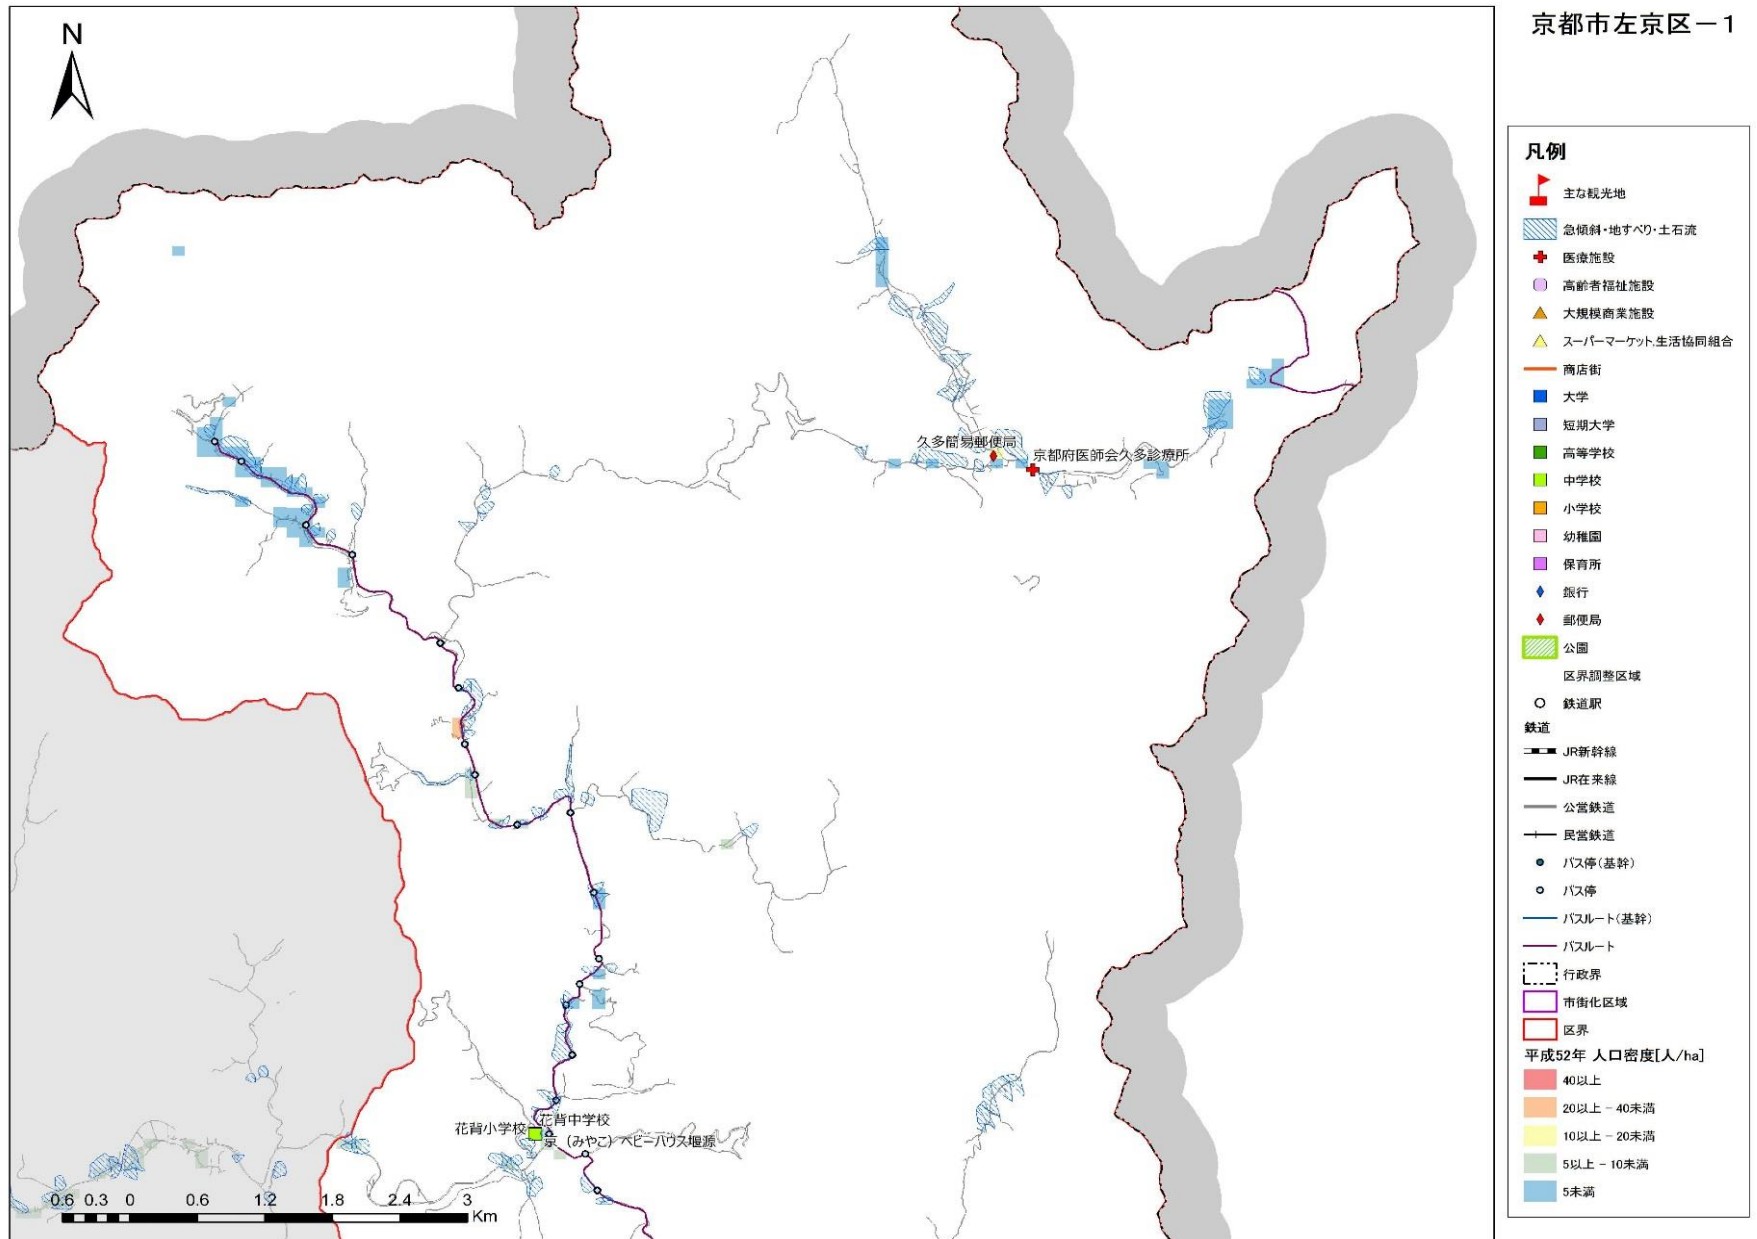 京都市左京区－1
N
凡例
主な観光地
急傾斜・地すべり・土石流
医療施設
高齢者福祉施設
大規模商業施設
スーパーマーケット,生活協同組合
商店街
大学
短期大学
高等学校
中学校
小学校
幼稚園
保育所
銀行
郵便局
公園
区界調整区域
鉄道駅
鉄道
JR新幹線
JR在来線
公営鉄道
民営鉄道
バス停(基幹)
バス停
バスルート(基幹)
バスルート
行政界
市街化区域
区界
平成52年 人口密度[人/ha]
40以上
20以上 - 40未満
10以上 - 20未満
5以上 - 10未満
5未満
久多簡易郵便局
京都府医師会久多診療所
花背中学校
花背小学校
京（みやこ）ベビーハウス堰源
0.6 0.3 0 0.6 1.2 1.8 2.4 3
Km